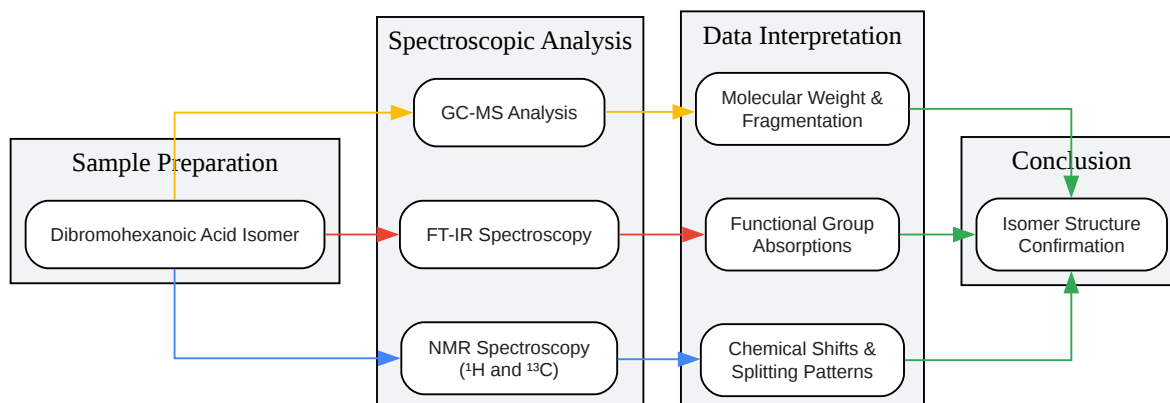 Sample Preparation
Dibromohexanoic Acid Isomer
Spectroscopic Analysis
GC-MS Analysis
FT-IR Spectroscopy
NMR Spectroscopy
(¹H and ¹³C)
Data Interpretation
Molecular Weight &
Fragmentation
Functional Group
Absorptions
Chemical Shifts &
Splitting Patterns
Conclusion
Isomer Structure
Confirmation